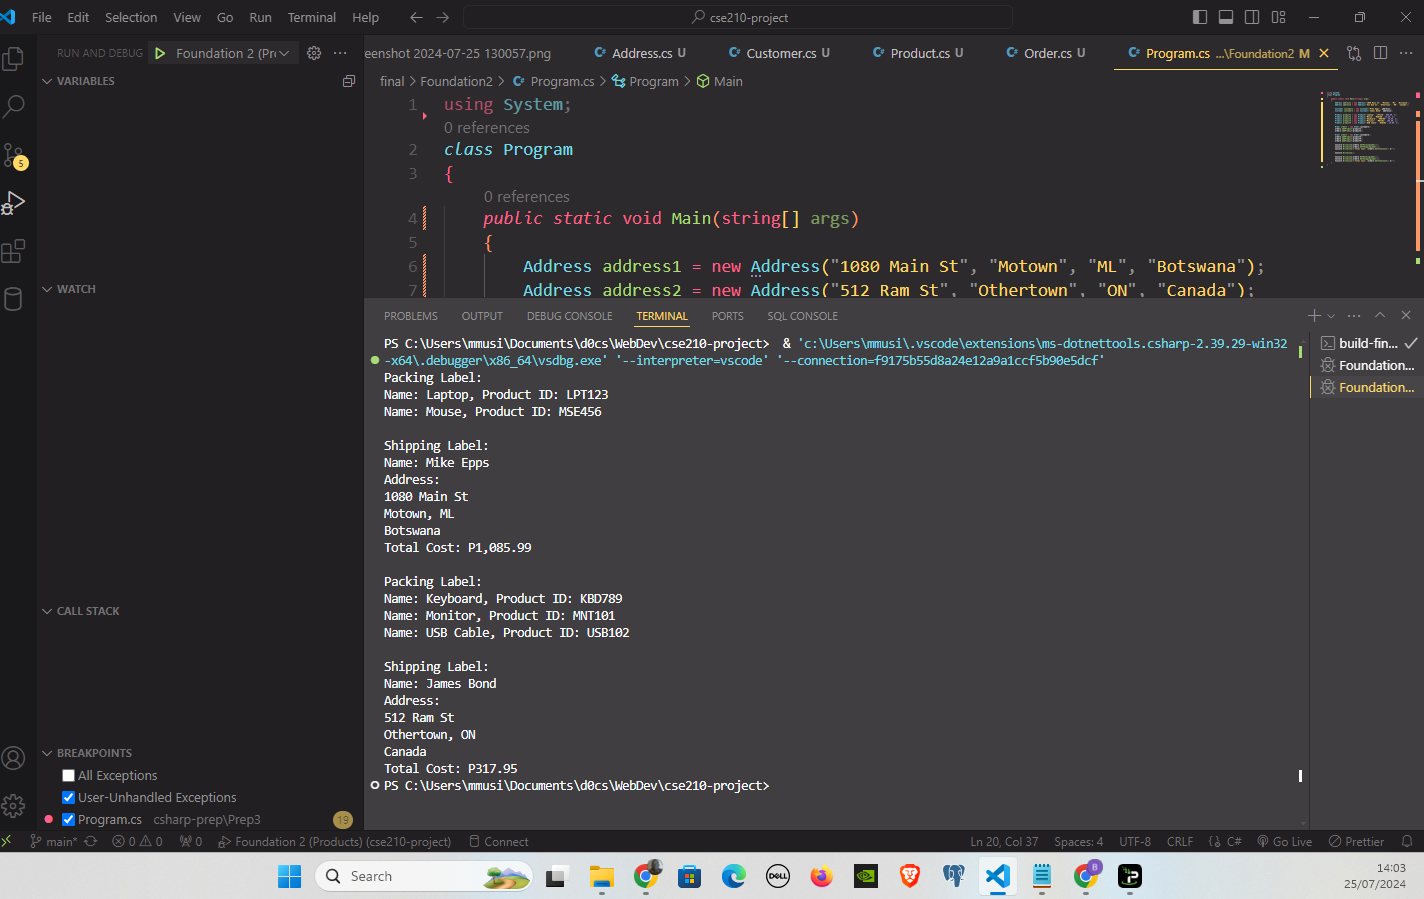 File Edit Selection View Go Run Terminal Help
cse210-project
RUN AND DEBUG
Foundation 2 (Pr
eenshot 2024-07-25 130057.png
Address.cs U
Customer.cs U
Product.cs U
Order.cs U
Program.cs ...\Foundation2 M
VARIABLES
final > Foundation2 > Program.cs > Program > Main
1 using System;
0 references
2 class Program
3 {
0 references
4 public static void Main(string[] args)
5 {
6 Address address1 = new Address("1080 Main St", "Motown", "ML", "Botswana");
7 Address address2 = new Address("512 Ram St", "Othertown", "ON", "Canada");
5
WATCH
CALL STACK
BREAKPOINTS
All Exceptions
User-Unhandled Exceptions
Program.cs csharp-prep\Prep3 19
PROBLEMS OUTPUT DEBUG CONSOLE TERMINAL PORTS SQL CONSOLE
PS C:\Users\mmusi\Documents\d0cs\WebDev\cse210-project> & 'c:\Users\mmusi\.vscode\extensions\ms-dotnettools.csharp-2.39.29-win32
-x64\.debugger\x86_64\vsdbg.exe' '--interpreter=vscode' '--connection=f9175b55d8a24e12a9a1ccf5b90e5dcf'
Packing Label:
Name: Laptop, Product ID: LPT123
Name: Mouse, Product ID: MSE456
Shipping Label:
Name: Mike Epps
Address:
1080 Main St
Motown, ML
Botswana
Total Cost: P1,085.99
Packing Label:
Name: Keyboard, Product ID: KBD789
Name: Monitor, Product ID: MNT101
Name: USB Cable, Product ID: USB102
Shipping Label:
Name: James Bond
Address:
512 Ram St
Othertown, ON
Canada
Total Cost: P317.95
PS C:\Users\mmusi\Documents\d0cs\WebDev\cse210-project>
build-fin...
Foundation...
Foundation...
main* 0 0 0 Foundation 2 (Products) (cse210-project) Connect
Ln 20, Col 37 Spaces: 4 UTF-8 CRLF C# Go Live Prettier
Search
DELL
B
14:03
25/07/2024